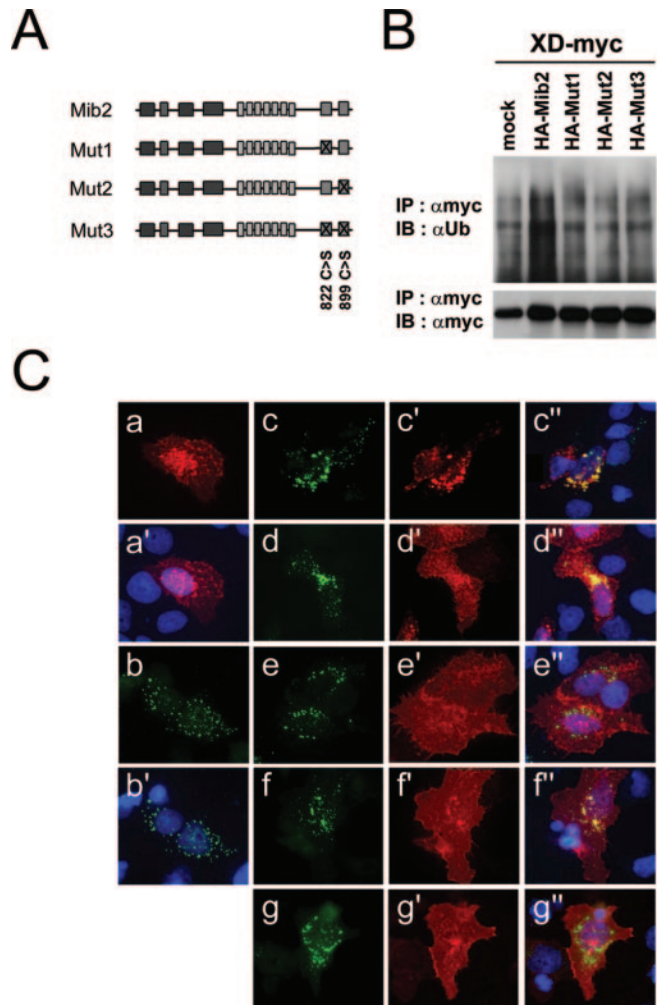 A
Mib2
Mut1
Mut2
Mut3
822 C>S
899 C>S
B
XD-myc
mock
HA-Mib2
HA-Mut1
HA-Mut2
HA-Mut3
IP : αmyc
IB : αUb
IP : αmyc
IB : αmyc
C
a
c
c'
c"
a'
d
d'
d"
b
e
e'
e"
b'
f
f'
f"
g
g'
g"